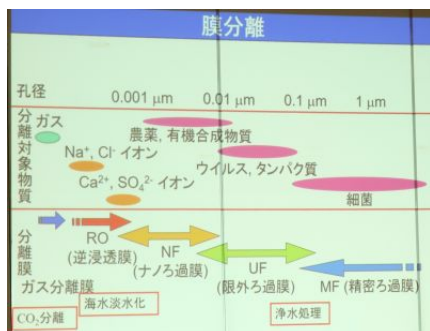 膜分離
孔径 0.001 μm 0.01 μm 0.1 μm 1 μm
分離対象物質
ガス
農薬, 有機合成物質
Na⁺, Cl⁻ イオン
ウイルス, タンパク質
Ca²⁺, SO₄²⁻ イオン
細菌
分離膜
RO
(逆浸透膜)
NF
(ナノろ過膜)
UF
(限外ろ過膜)
MF (精密ろ過膜)
ガス分離膜
海水淡水化
浄水処理
CO₂分離